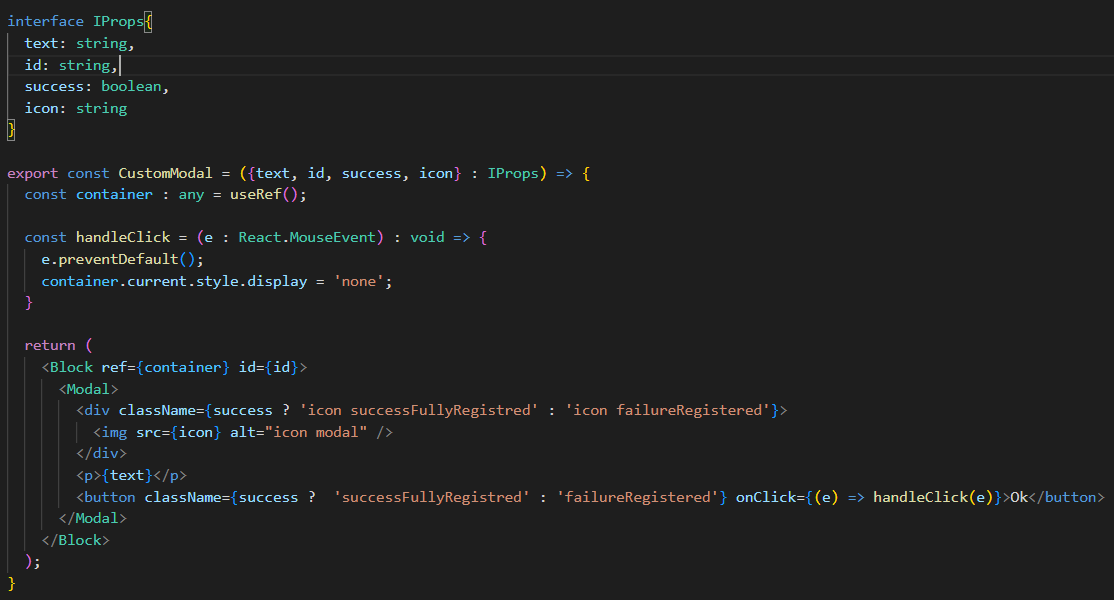 interface IProps{
  text: string,
  id: string,
  success: boolean,
  icon: string
}

export const CustomModal = ({text, id, success, icon} : IProps) => {
  const container : any = useRef();

  const handleClick = (e : React.MouseEvent) : void => {
    e.preventDefault();
    container.current.style.display = 'none';
  }

  return (
    <Block ref={container} id={id}>
      <Modal>
        <div className={success ? 'icon successFullyRegistred' : 'icon failureRegistered'}>
          <img src={icon} alt="icon modal" />
        </div>
        <p>{text}</p>
        <button className={success ?  'successFullyRegistred' : 'failureRegistered'} onClick={(e) => handleClick(e)}>Ok</button>
      </Modal>
    </Block>
  );
}